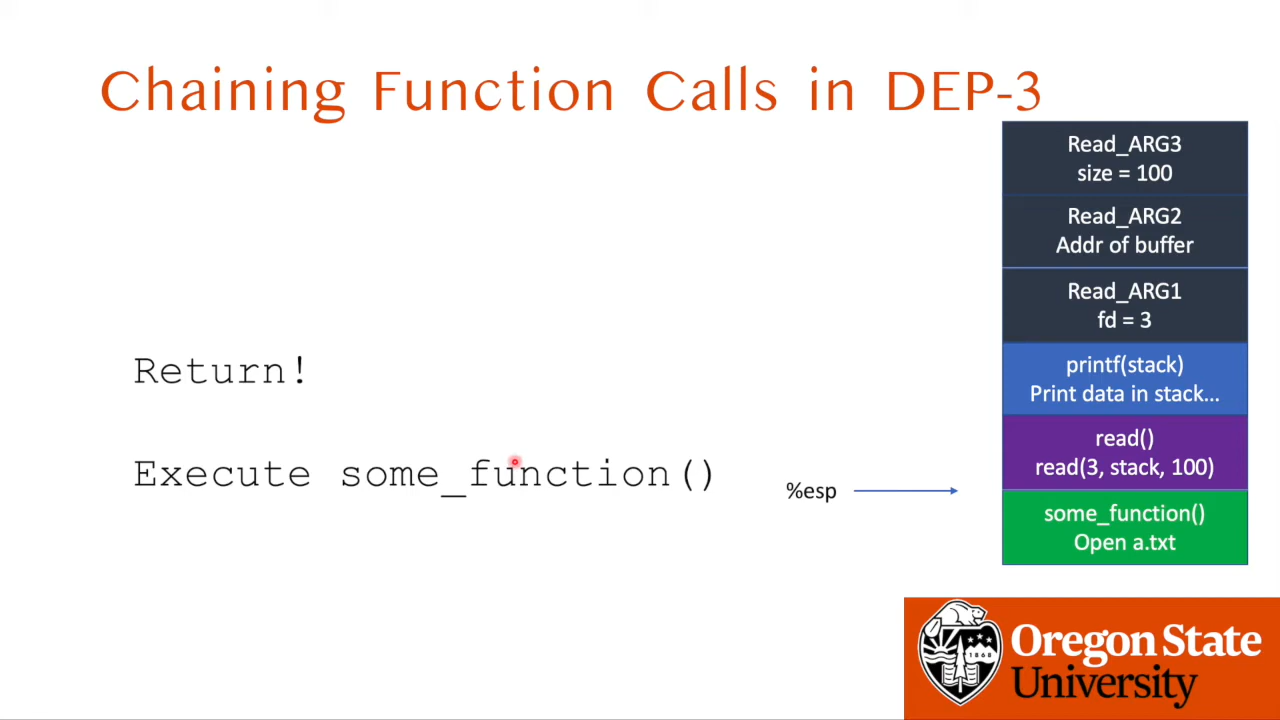 Chaining Function Calls in DEP-3
Read_ARG3
size = 100
Read_ARG2
Addr of buffer
Read_ARG1
fd = 3
Return!
printf(stack)
Print data in stack...
Execute some_function()
%esp
read()
read(3, stack, 100)
some_function()
Open a.txt
1868
Oregon State
University